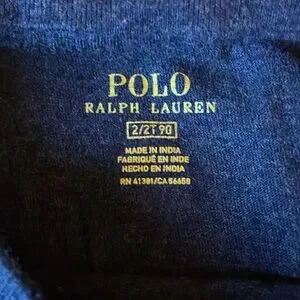 POLO
RALPH LAUREN
2/2T 90
MADE IN INDIA
FABRIQUÉ EN INDE
HECHO EN INDIA
RN 41381/CA 56658